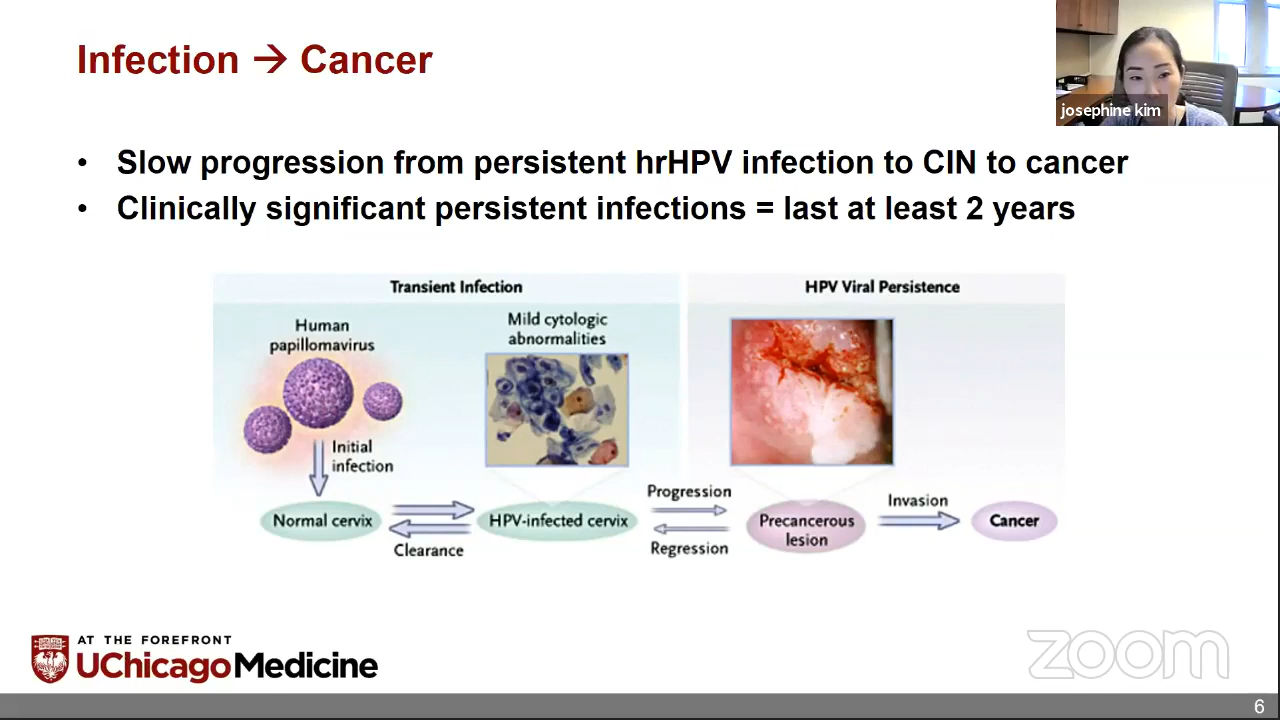 Infection → Cancer
josephine kim
• Slow progression from persistent hrHPV infection to CIN to cancer
• Clinically significant persistent infections = last at least 2 years
Transient Infection
HPV Viral Persistence
Human
papillomavirus
Mild cytologic
abnormalities
Initial
infection
Normal cervix
Clearance
HPV-infected cervix
Progression
Regression
Precancerous
lesion
Invasion
Cancer
AT THE FOREFRONT
UChicago Medicine
zoom
6